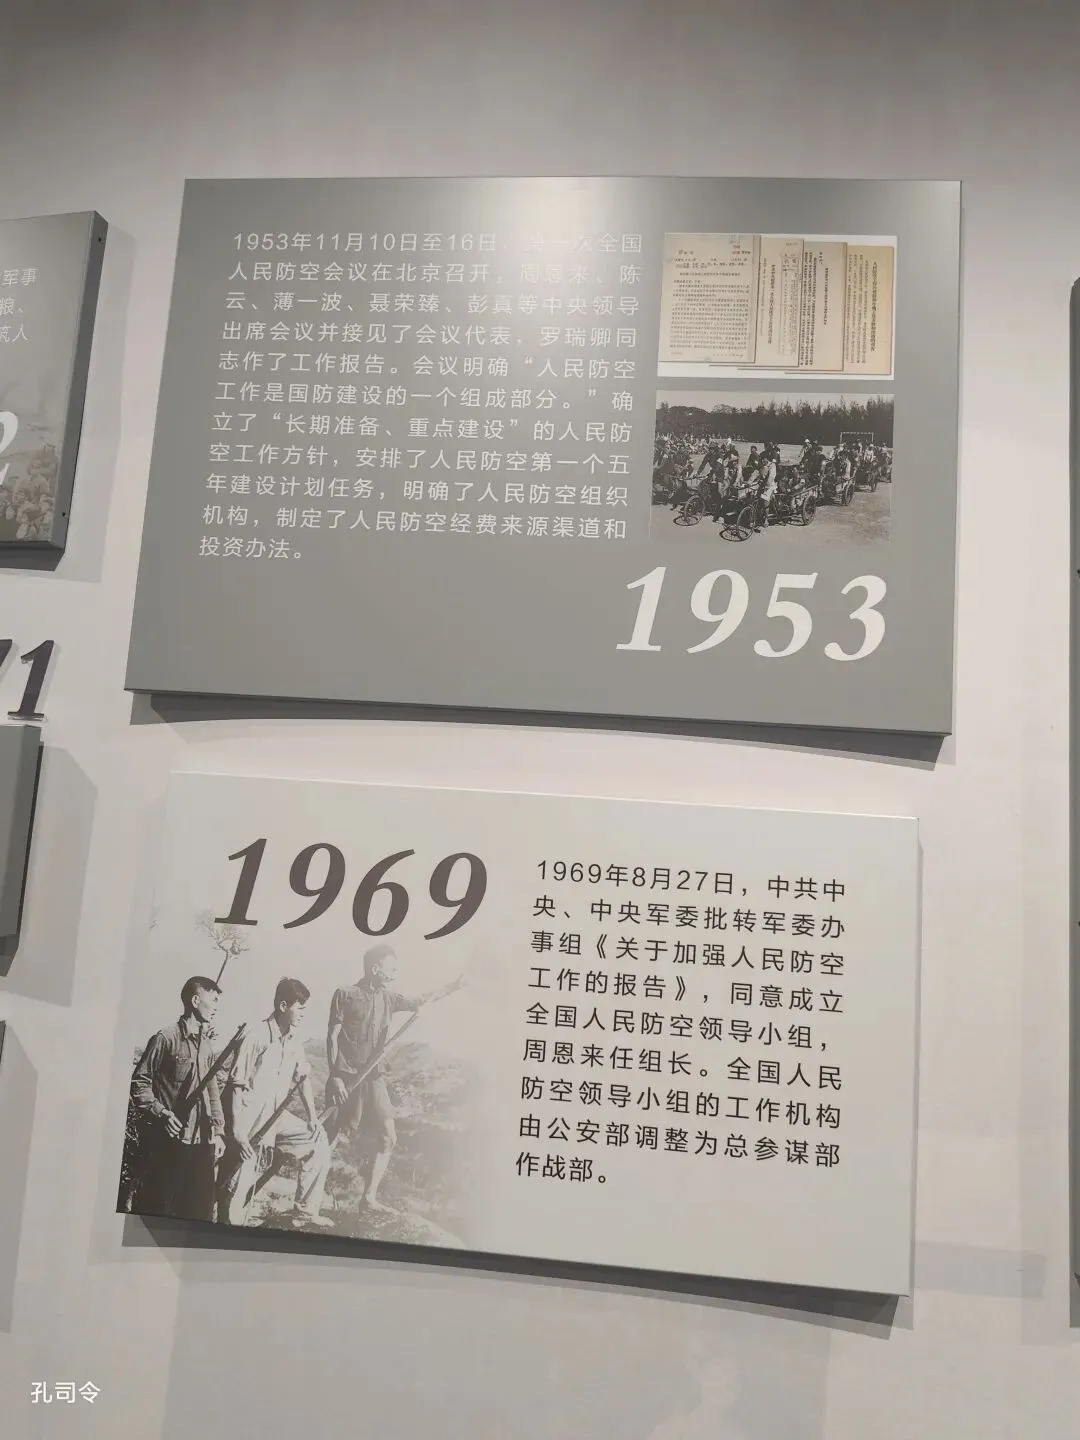 军事
粮、
筑人
2
71
1953年11月10日至16日,第一次全国
人民防空会议在北京召开,周恩来、陈
云、薄一波、聂荣臻、彭真等中央领导
出席会议并接见了会议代表,罗瑞卿同
志作了工作报告。会议明确“人民防空
工作是国防建设的一个组成部分。”确
立了“长期准备、重点建设”的人民防
空工作方针,安排了人民防空第一个五
年建设计划任务,明确了人民防空组织
机构,制定了人民防空经费来源渠道和
投资办法。
1953
1969
1969年8月27日,中共中
央、中央军委批转军委办
事组《关于加强人民防空
工作的报告》,同意成立
全国人民防空领导小组,
周恩来任组长。全国人民
防空领导小组的工作机构
由公安部调整为总参谋部
作战部。
孔司令